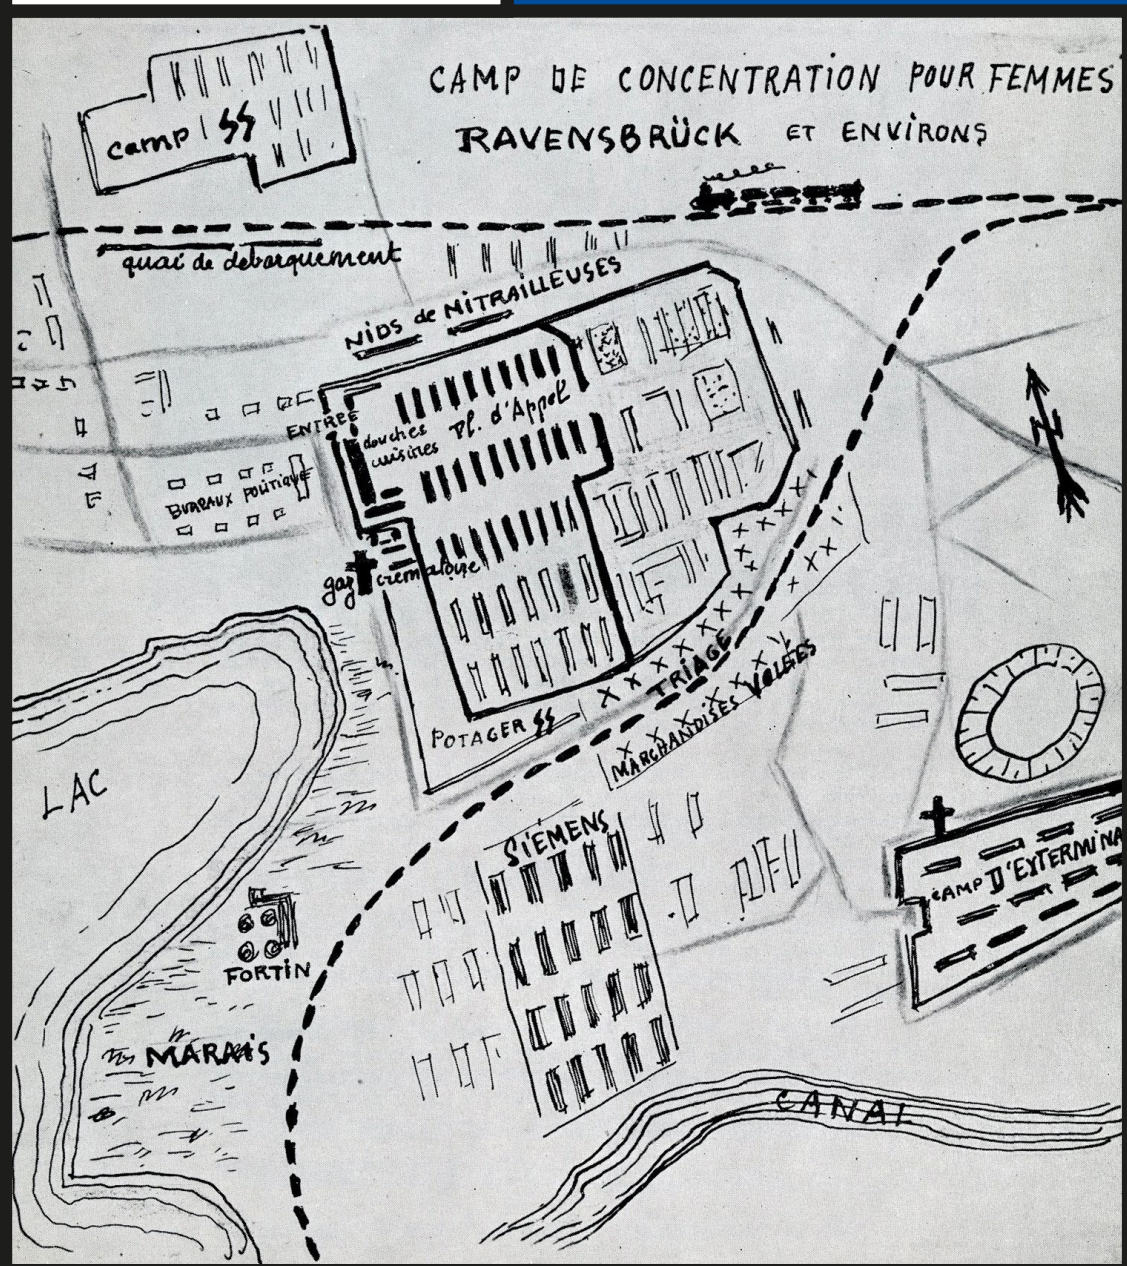 CAMP DE CONCENTRATION POUR FEMMES
RAVENSBRÜCK ET ENVIRONS
camp SS
quai de debarquement
NIDS de MITRAILLEUSES
ENTREE
douches
cuisines
Pl. d'Appel
BUREAUX POLITIQUE
gaz crematoire
TRIAGE
POTAGER SS
MARCHANDISES VOLÉES
LAC
SIEMENS
CAMP D'EXTERMINA
FORTIN
MARAIS
CANAL
N